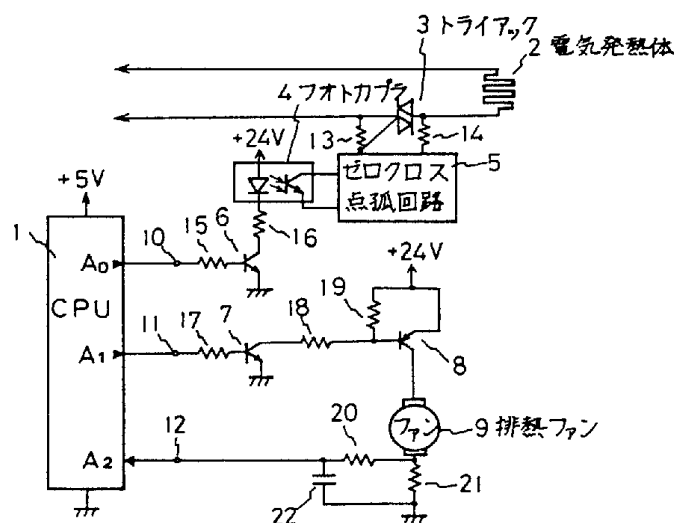 3 トライアック
2 電気発熱体
4 フォトカプラ
+24V
13
14
ゼロクロス
点弧回路
5
+5V
1
10
15
6
16
A0
CPU
+24V
11
17
7
18
19
A1
8
ファン
9 排熱ファン
12
20
A2
22
21